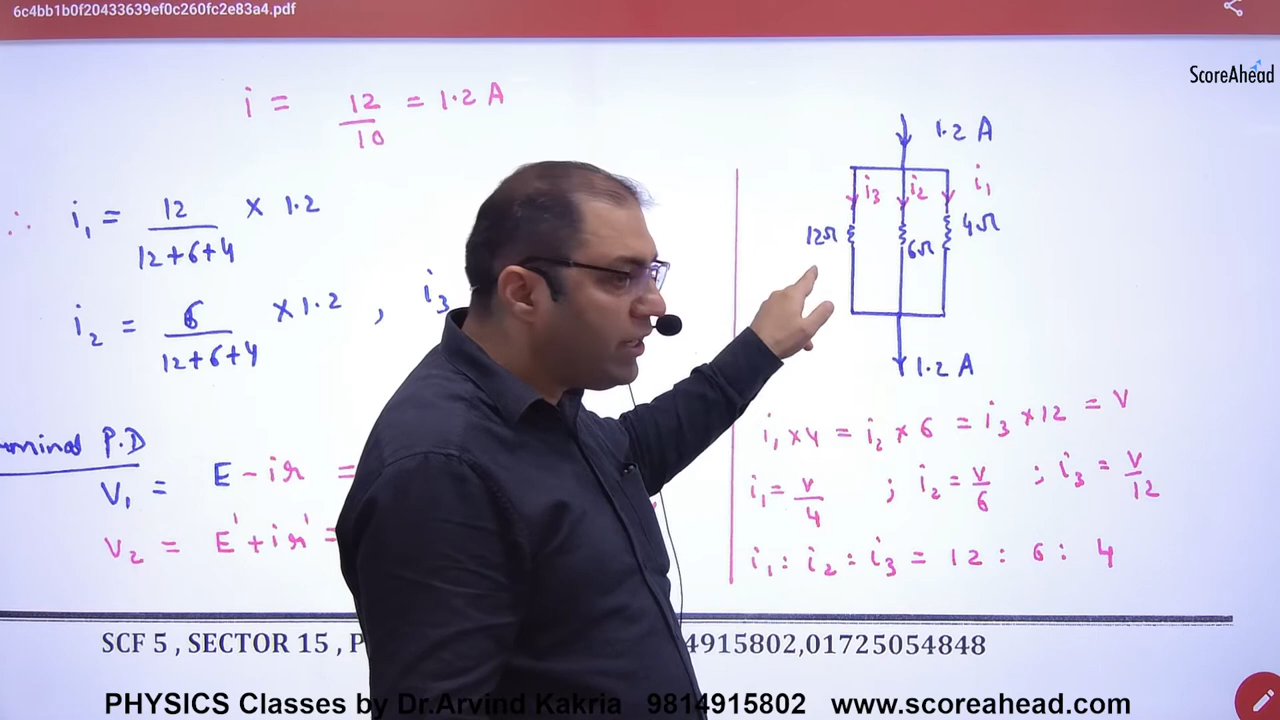 6c4bb1b0f20433639ef0c260fc2e83a4.pdf
ScoreAhead
i = 12/10 = 1.2 A
∴ i₁ = 12/(12+6+4) × 1.2
i₂ = 6/(12+6+4) × 1.2 , i₃
P.D
V₁ = E - ir =
V₂ = E' + ir' =
1.2 A
i₃ i₂ i₁
12Ω 6Ω 4Ω
1.2 A
i₁ × 4 = i₂ × 6 = i₃ × 12 = V
i₁ = V/4 ; i₂ = V/6 ; i₃ = V/12
i₁ : i₂ : i₃ = 12 : 6 : 4
SCF 5 , SECTOR 15 , 4915802,01725054848
PHYSICS Classes by Dr.Arvind Kakria 9814915802 www.scoreahead.com